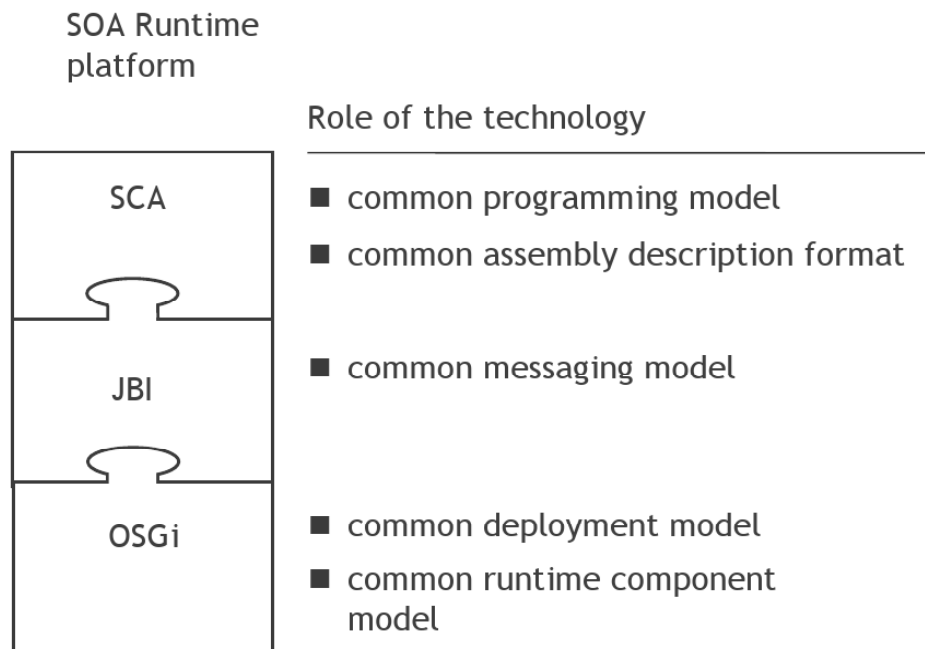 SOA Runtime
platform
Role of the technology
SCA
■ common programming model
■ common assembly description format
JBI
■ common messaging model
OSGi
■ common deployment model
■ common runtime component
model